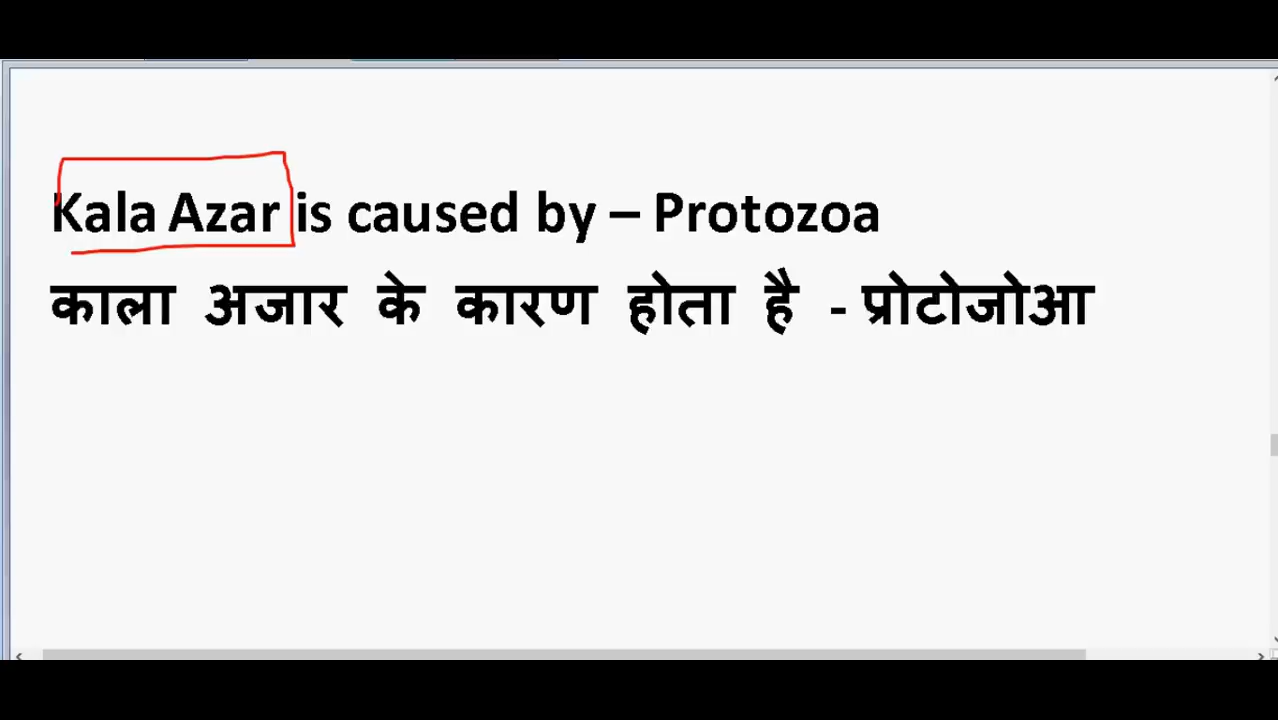 Kala Azar is caused by – Protozoa
काला अजार के कारण होता है - प्रोटोजोआ